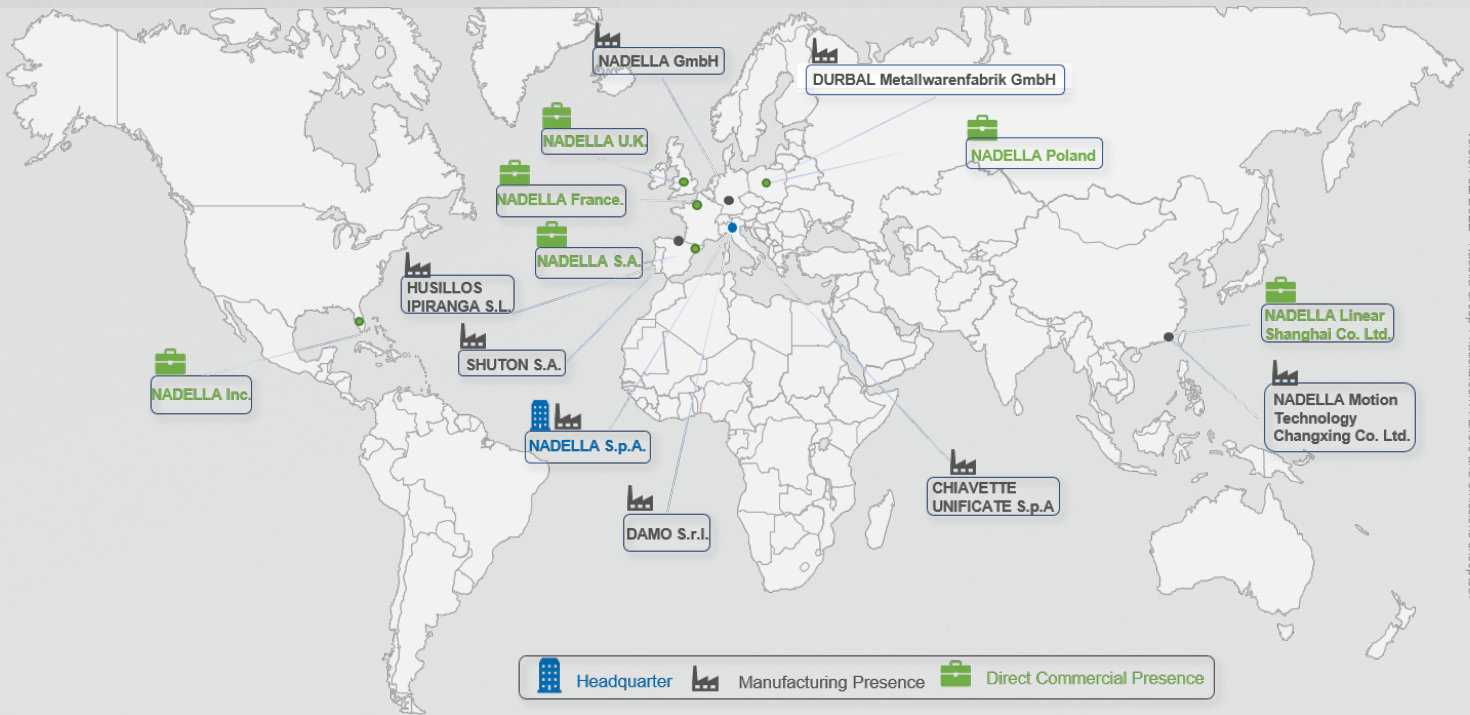 NADELLA GmbH
DURBAL Metallwarenfabrik GmbH
NADELLA U.K.
NADELLA Poland
NADELLA France.
NADELLA S.A.
HUSILLOS
IPIRANGA S.L.
NADELLA Linear
Shanghai Co. Ltd.
SHUTON S.A.
NADELLA Inc.
NADELLA Motion
Technology
Changxing Co. Ltd.
NADELLA S.p.A.
CHIAVETTE
UNIFICATE S.p.A
DAMO S.r.l.
Headquarter
Manufacturing Presence
Direct Commercial Presence